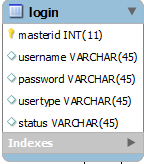 login
masterid INT(11)
username VARCHAR(45)
password VARCHAR(45)
usertype VARCHAR(45)
status VARCHAR(45)
Indexes